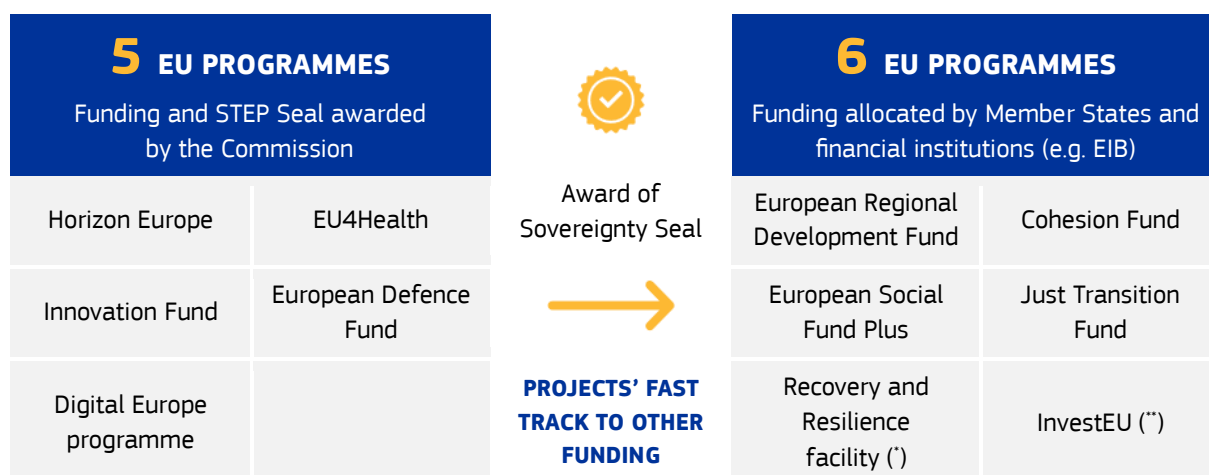 5 EU PROGRAMMES
Funding and STEP Seal awarded
by the Commission
Horizon Europe
EU4Health
Innovation Fund
European Defence
Fund
Digital Europe
programme
Award of
Sovereignty Seal
PROJECTS’ FAST
TRACK TO OTHER
FUNDING
6 EU PROGRAMMES
Funding allocated by Member States and
financial institutions (e.g. EIB)
European Regional
Development Fund
Cohesion Fund
European Social
Fund Plus
Just Transition
Fund
Recovery and
Resilience
facility (*)
InvestEU (**)